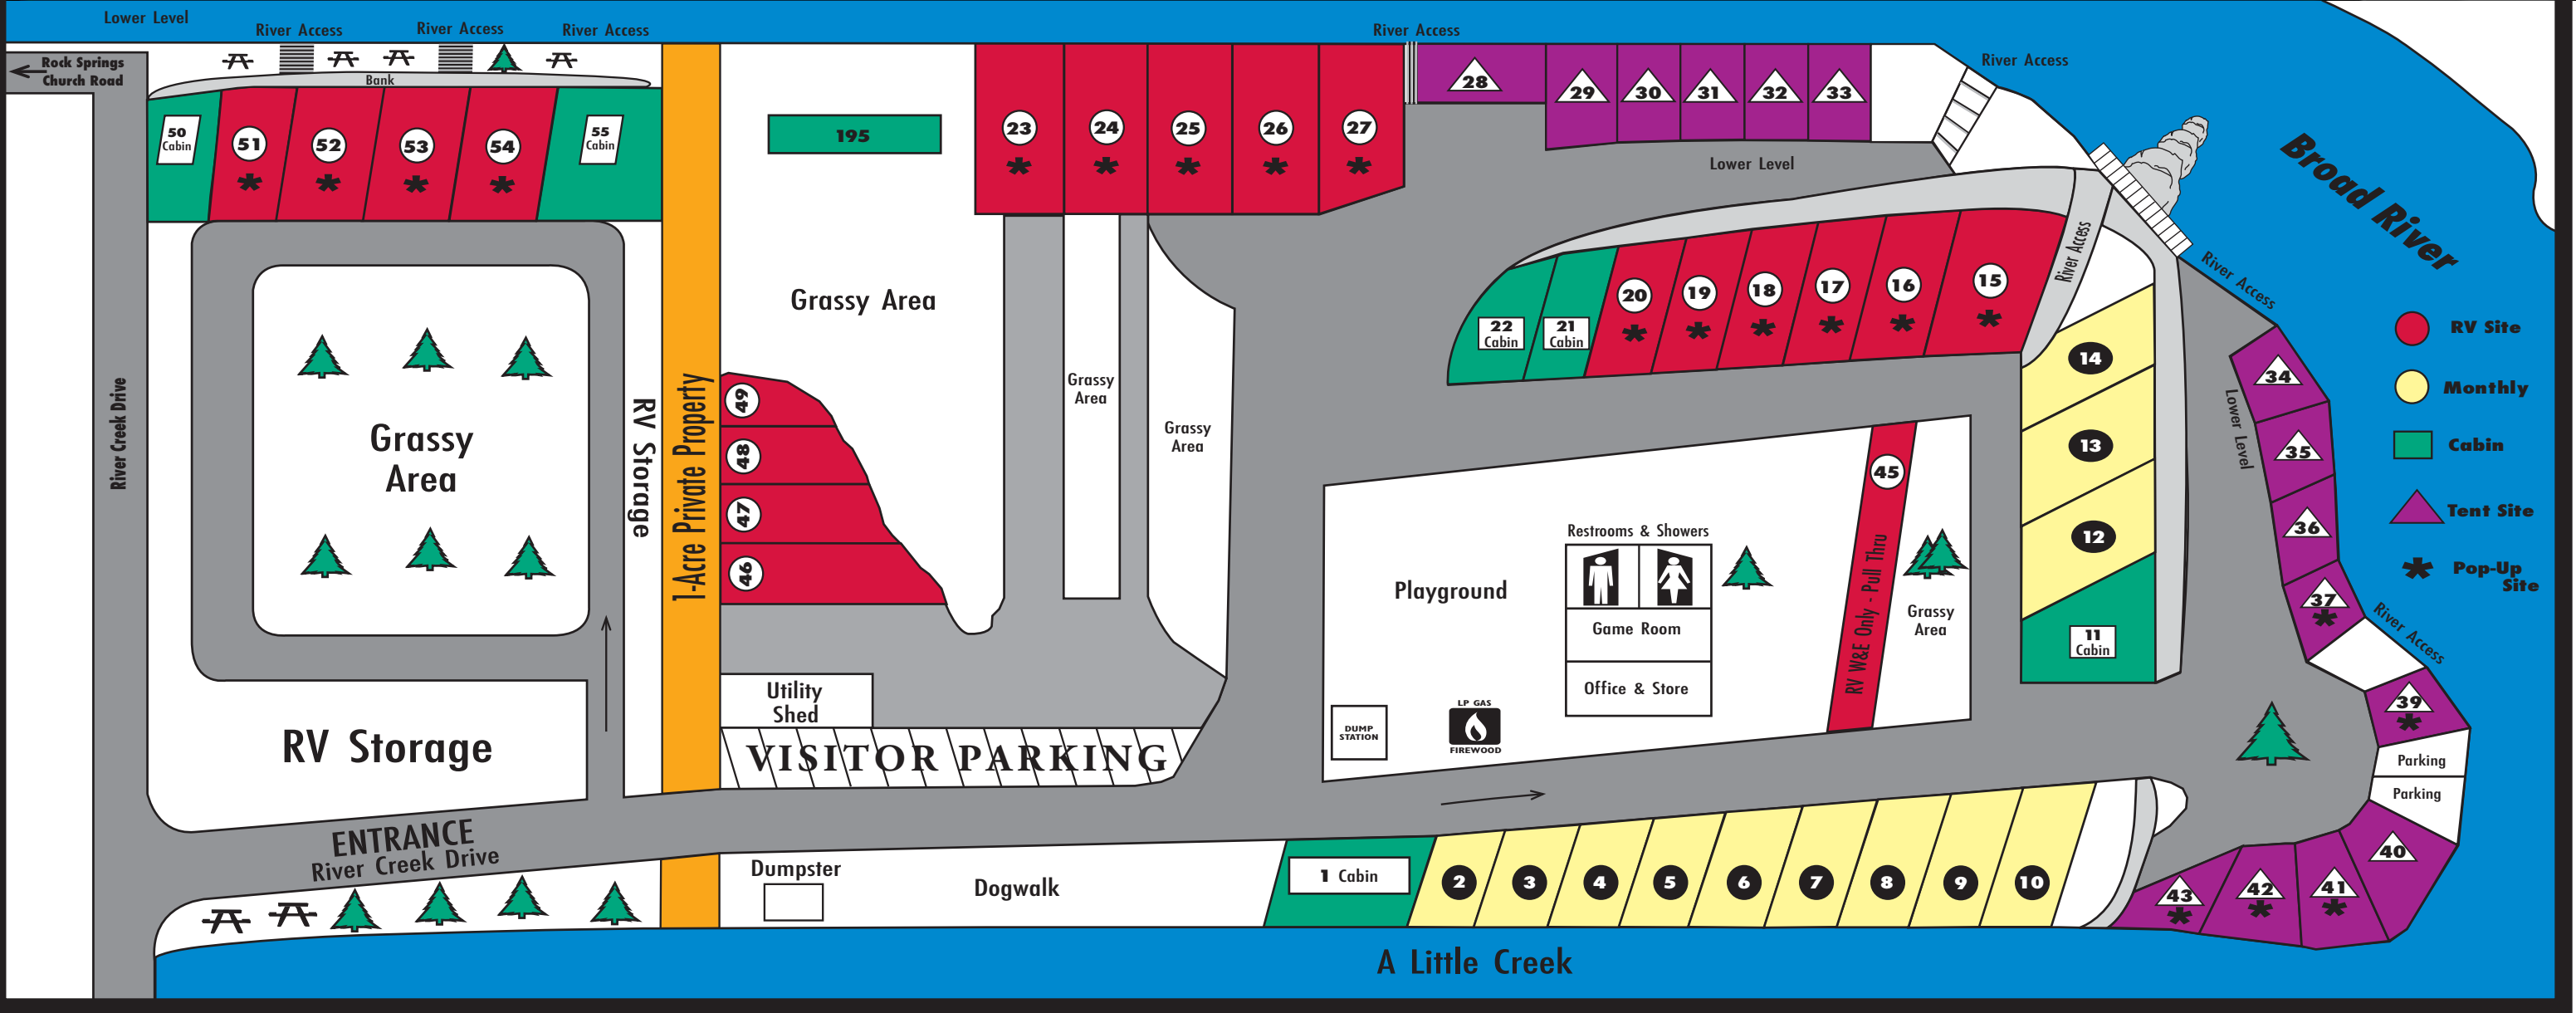 Lower Level
River Access
River Access
River Access
River Access
River Access
Rock Springs
Church Road
Bank
50
Cabin
51
*
52
*
53
*
54
*
55
Cabin
195
23
*
24
*
25
*
26
*
27
*
28
29
30
31
32
33
Lower Level
Broad River
River Access
River Access
22
Cabin
21
Cabin
20
*
19
*
18
*
17
*
16
*
15
*
14
13
12
11
Cabin
34
35
36
37
*
Lower Level
River Access
39
*
Parking
Parking
40
41
*
42
*
43
*
RV Site
Monthly
Cabin
Tent Site
* Pop-Up
Site
River Creek Drive
Grassy
Area
RV Storage
RV Storage
1-Acre Private Property
Grassy Area
49
48
47
46
Grassy
Area
Grassy
Area
Utility
Shed
VISITOR PARKING
Playground
Restrooms & Showers
Game Room
Office & Store
DUMP
STATION
LP GAS
FIREWOOD
45
RV W&E Only - Pull Thru
Grassy
Area
ENTRANCE
River Creek Drive
Dumpster
Dogwalk
1 Cabin
2
3
4
5
6
7
8
9
10
A Little Creek